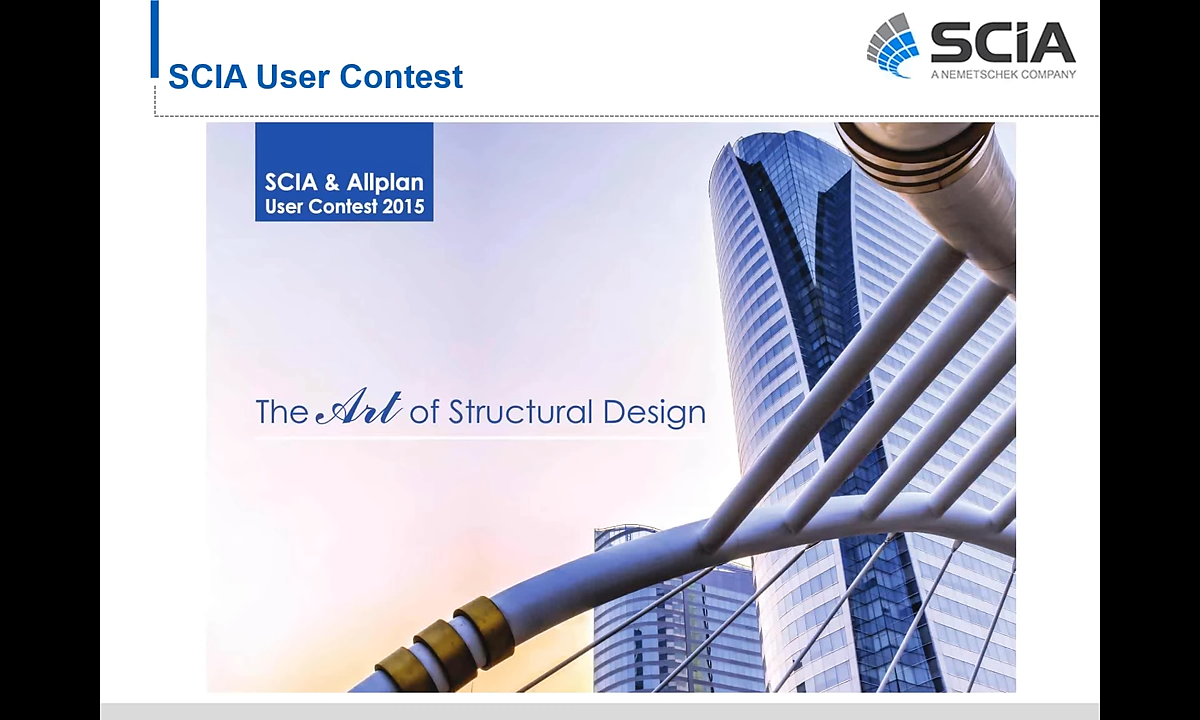 SCIA User Contest
SCiA
A NEMETSCHEK COMPANY
SCIA & Allplan
User Contest 2015
The Art of Structural Design